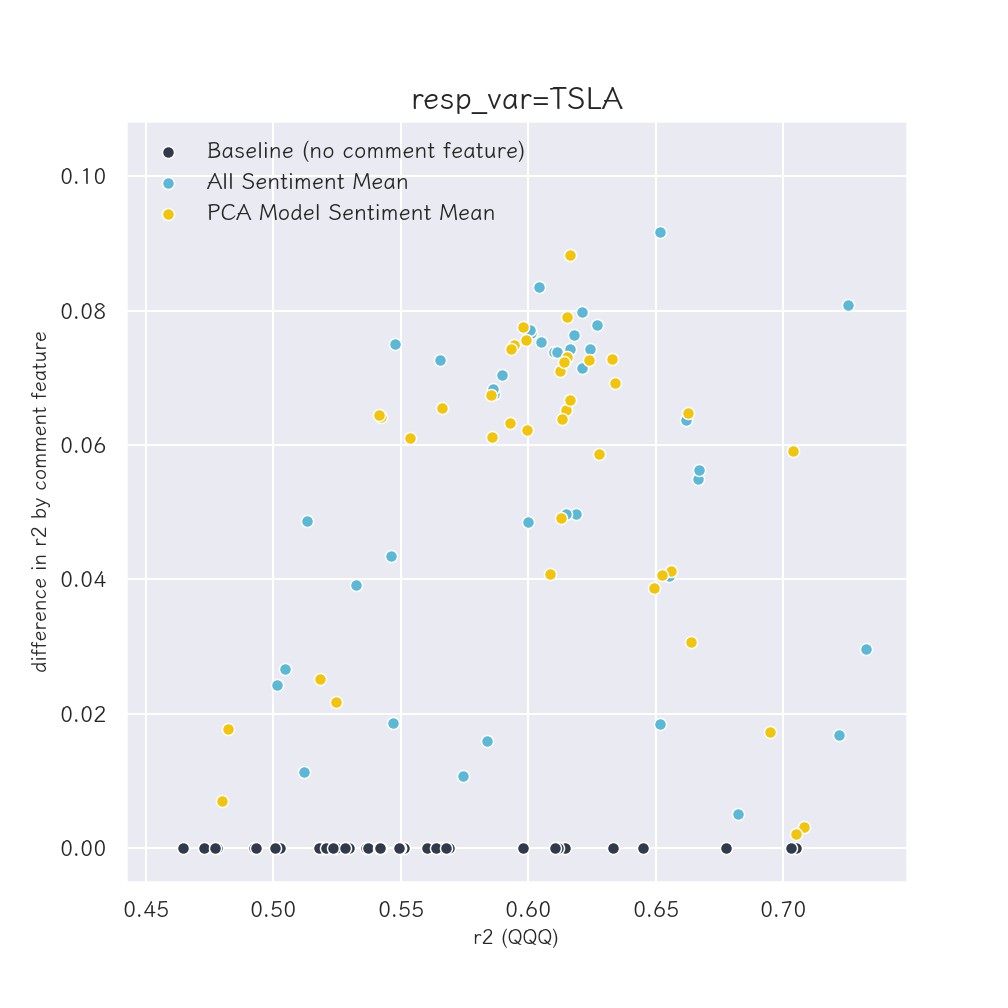 resp_var=TSLA
Baseline (no comment feature)
All Sentiment Mean
PCA Model Sentiment Mean
0.10
0.08
0.06
0.04
0.02
0.00
difference in r2 by comment feature
0.45 0.50 0.55 0.60 0.65 0.70
r2 (QQQ)